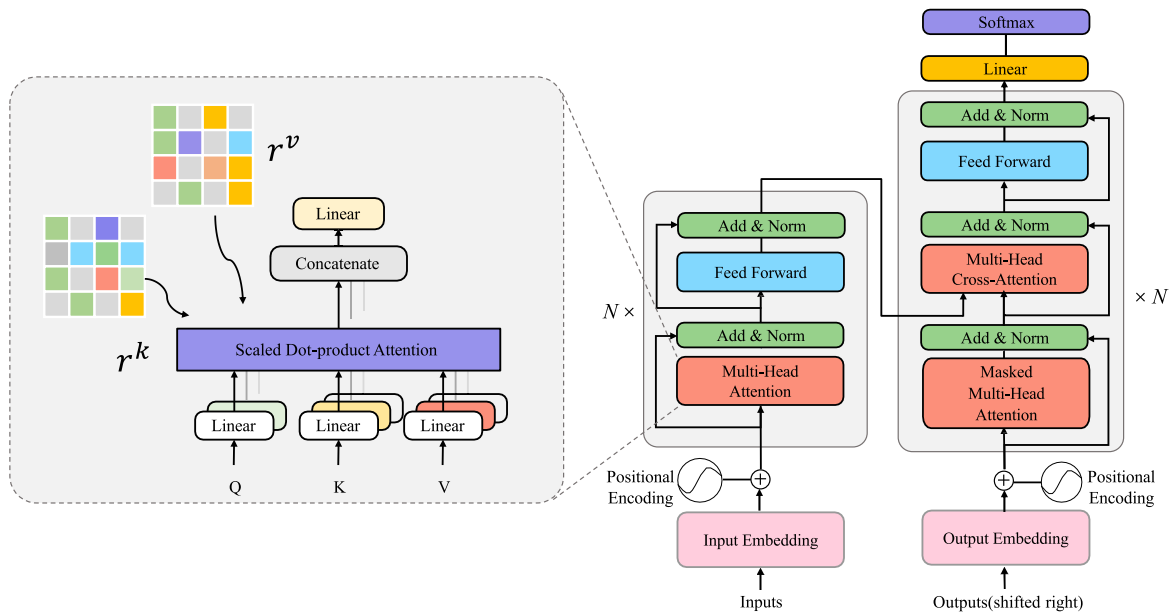 r^v
r^k
Linear
Concatenate
Scaled Dot-product Attention
Linear
Linear
Linear
Q
K
V
N ×
Add & Norm
Feed Forward
Add & Norm
Multi-Head
Attention
Positional
Encoding
+
Input Embedding
Inputs
Softmax
Linear
Add & Norm
Feed Forward
Add & Norm
Multi-Head
Cross-Attention
× N
Add & Norm
Masked
Multi-Head
Attention
+
Positional
Encoding
Output Embedding
Outputs(shifted right)